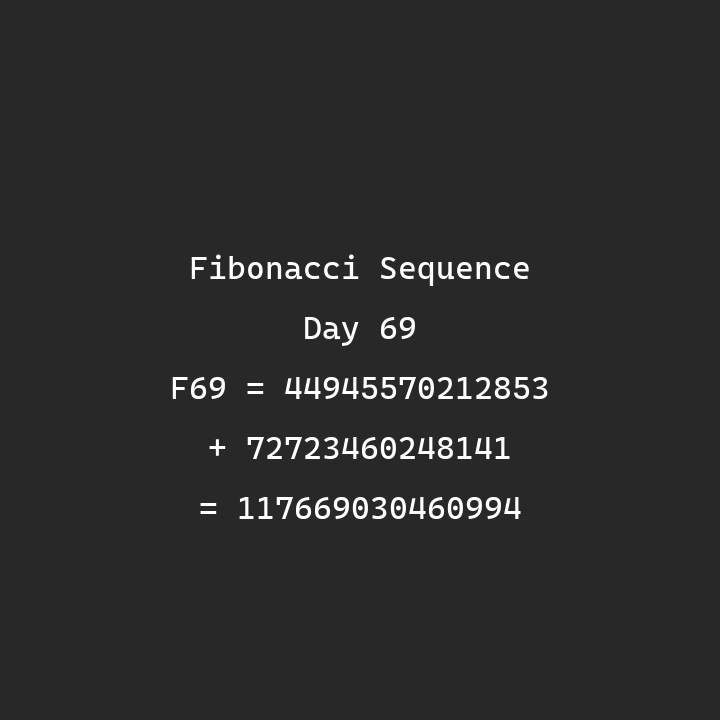 Fibonacci Sequence
Day 69
F69 = 44945570212853
+ 72723460248141
= 117669030460994